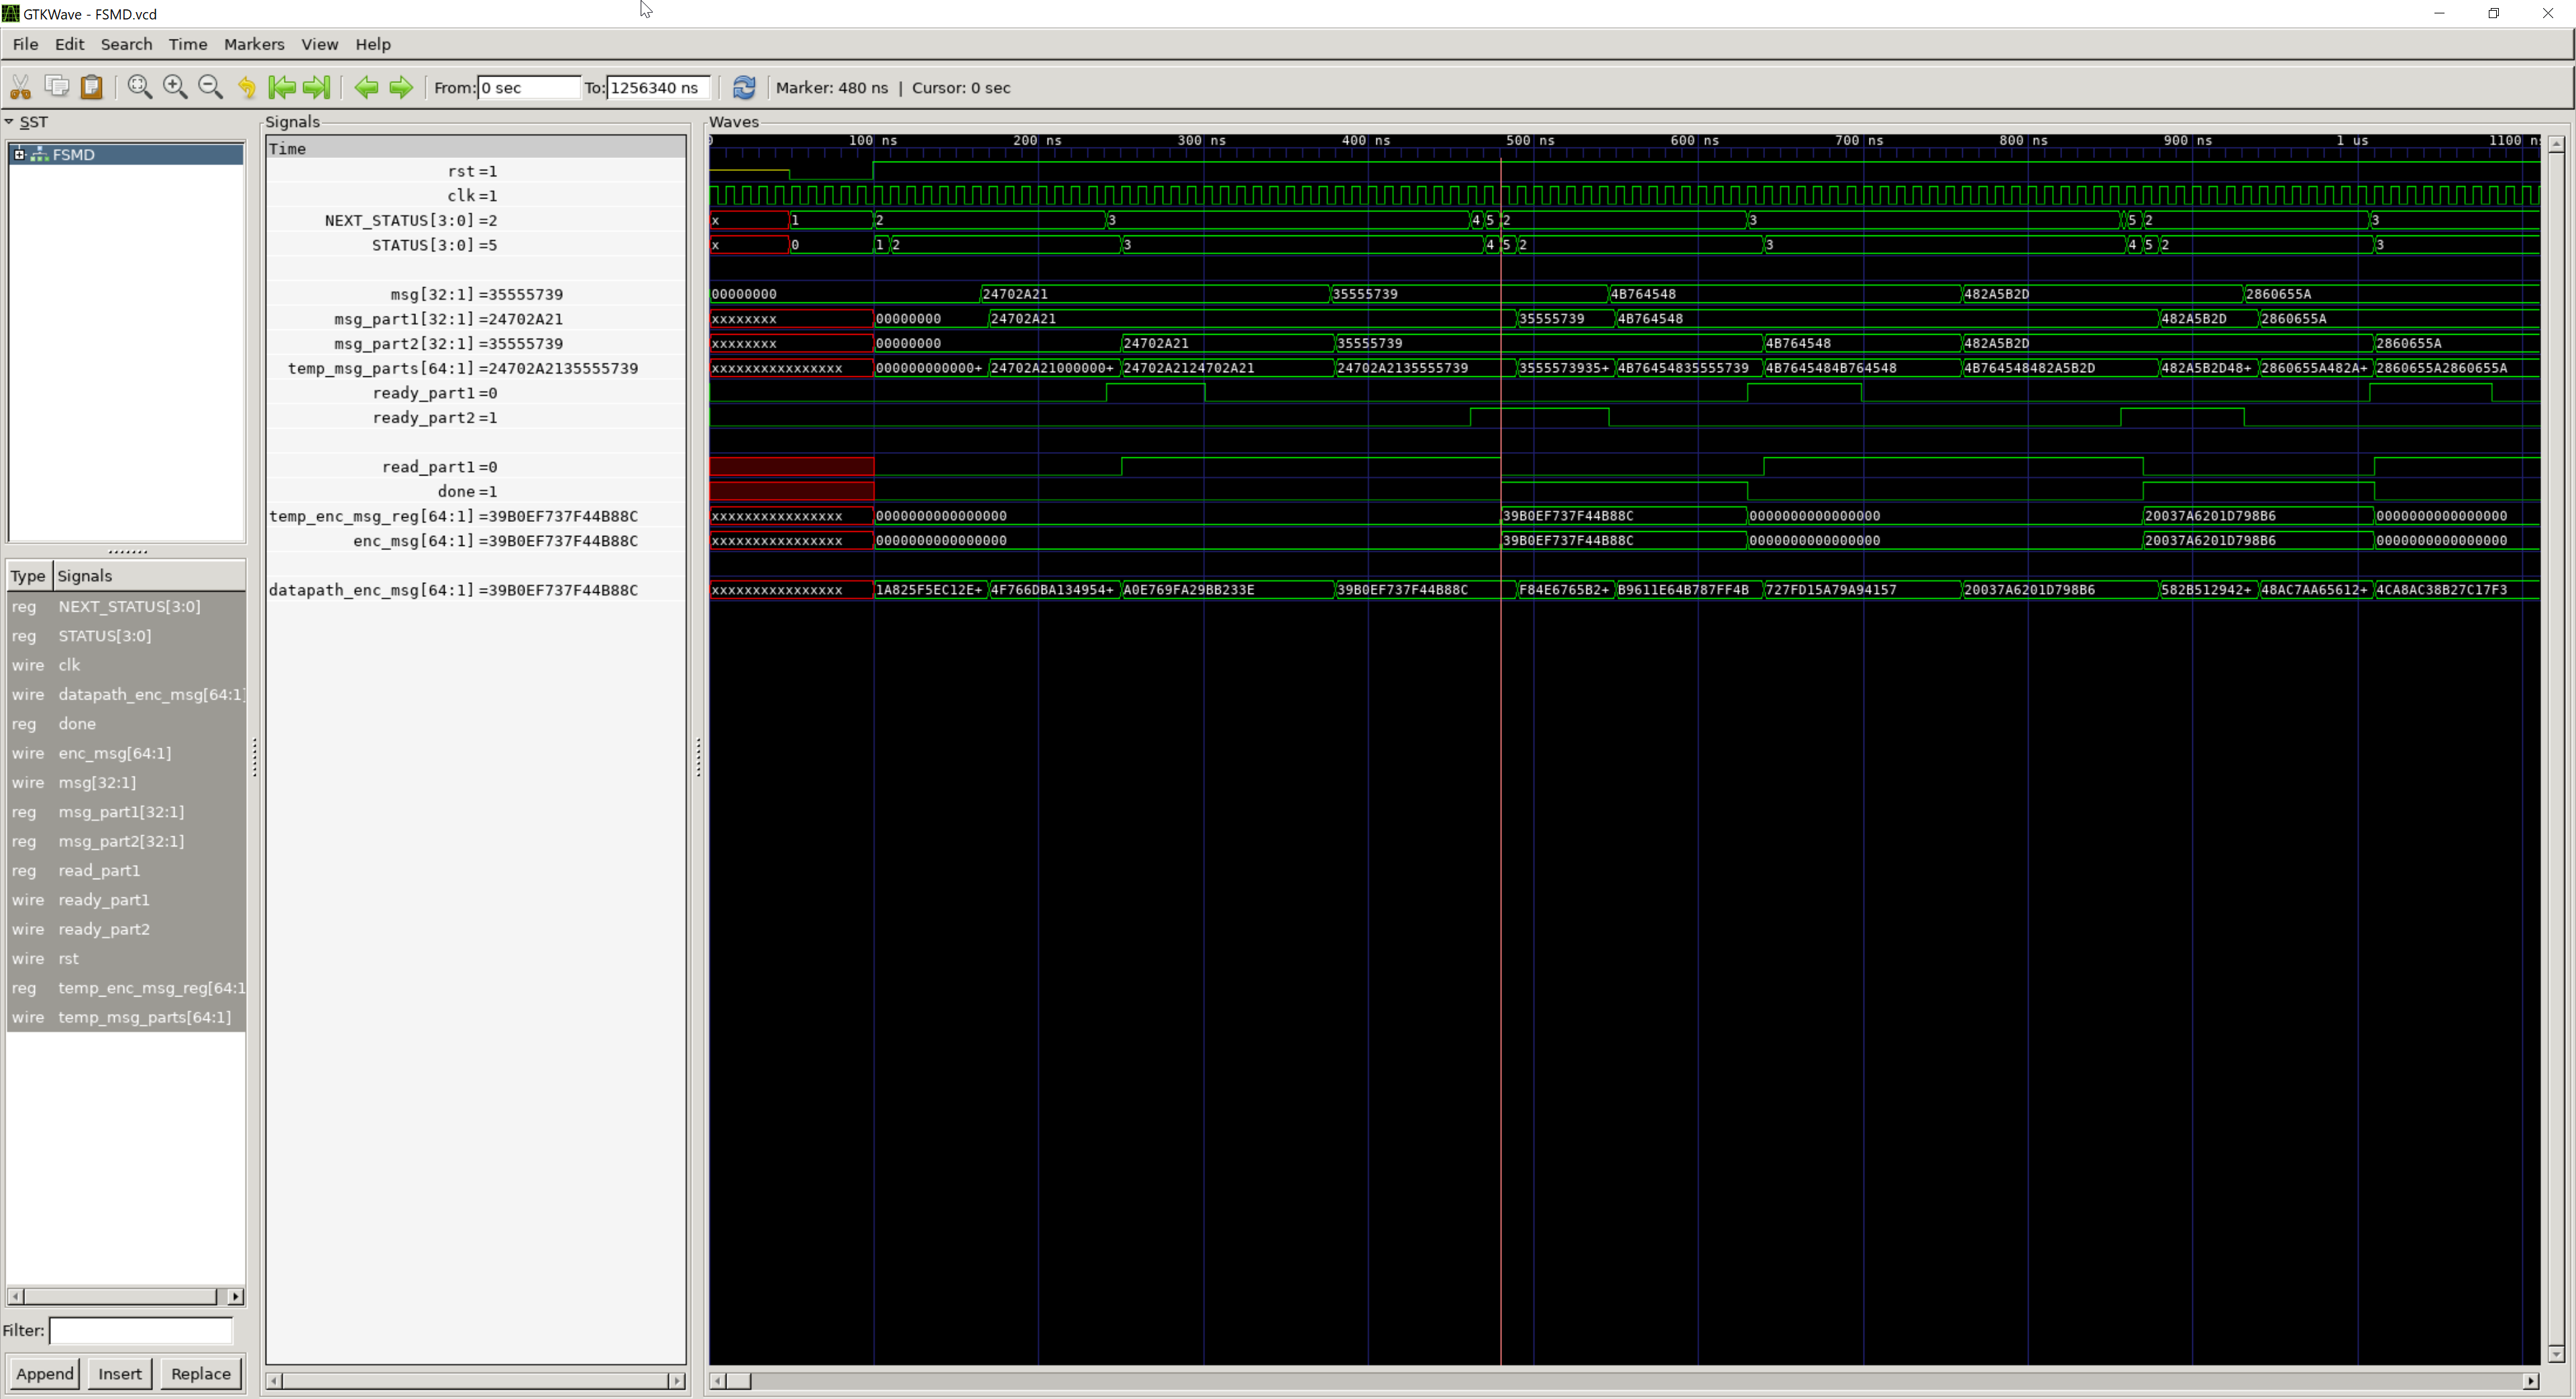 GTKWave - FSMD.vcd
File Edit Search Time Markers View Help
From: 0 sec To: 1256340 ns Marker: 480 ns | Cursor: 0 sec
SST
FSMD
Type Signals
reg NEXT_STATUS[3:0]
reg STATUS[3:0]
wire clk
wire datapath_enc_msg[64:1]
reg done
wire enc_msg[64:1]
wire msg[32:1]
reg msg_part1[32:1]
reg msg_part2[32:1]
reg read_part1
wire ready_part1
wire ready_part2
wire rst
reg temp_enc_msg_reg[64:1
wire temp_msg_parts[64:1]
Filter:
Append Insert Replace
Signals
Time
rst =1
clk =1
NEXT_STATUS[3:0] =2
STATUS[3:0] =5
msg[32:1] =35555739
msg_part1[32:1] =24702A21
msg_part2[32:1] =35555739
temp_msg_parts[64:1] =24702A2135555739
ready_part1 =0
ready_part2 =1
read_part1 =0
done =1
temp_enc_msg_reg[64:1] =39B0EF737F44B88C
enc_msg[64:1] =39B0EF737F44B88C
datapath_enc_msg[64:1] =39B0EF737F44B88C
Waves
0 100 ns 200 ns 300 ns 400 ns 500 ns 600 ns 700 ns 800 ns 900 ns 1 us 1100 n
x 1 2 3 4 5 2 3 5 2 3
x 0 1 2 3 4 5 2 3 4 5 2 3
00000000 24702A21 35555739 4B764548 482A5B2D 2860655A
xxxxxxxx 00000000 24702A21 35555739 4B764548 482A5B2D 2860655A
xxxxxxxx 00000000 24702A21 35555739 4B764548 482A5B2D 2860655A
xxxxxxxxxxxxxxxx 000000000000+ 24702A21000000+ 24702A2124702A21 24702A2135555739 3555573935+ 4B76454835555739 4B7645484B764548 4B764548482A5B2D 482A5B2D48+ 2860655A482A+ 2860655A2860655A
xxxxxxxxxxxxxxxx 0000000000000000 39B0EF737F44B88C 0000000000000000 20037A6201D798B6 0000000000000000
xxxxxxxxxxxxxxxx 0000000000000000 39B0EF737F44B88C 0000000000000000 20037A6201D798B6 0000000000000000
xxxxxxxxxxxxxxxx 1A825F5EC12E+ 4F766DBA134954+ A0E769FA29BB233E 39B0EF737F44B88C F84E6765B2+ B9611E64B787FF4B 727FD15A79A94157 20037A6201D798B6 582B512942+ 48AC7AA65612+ 4CA8AC38B27C17F3